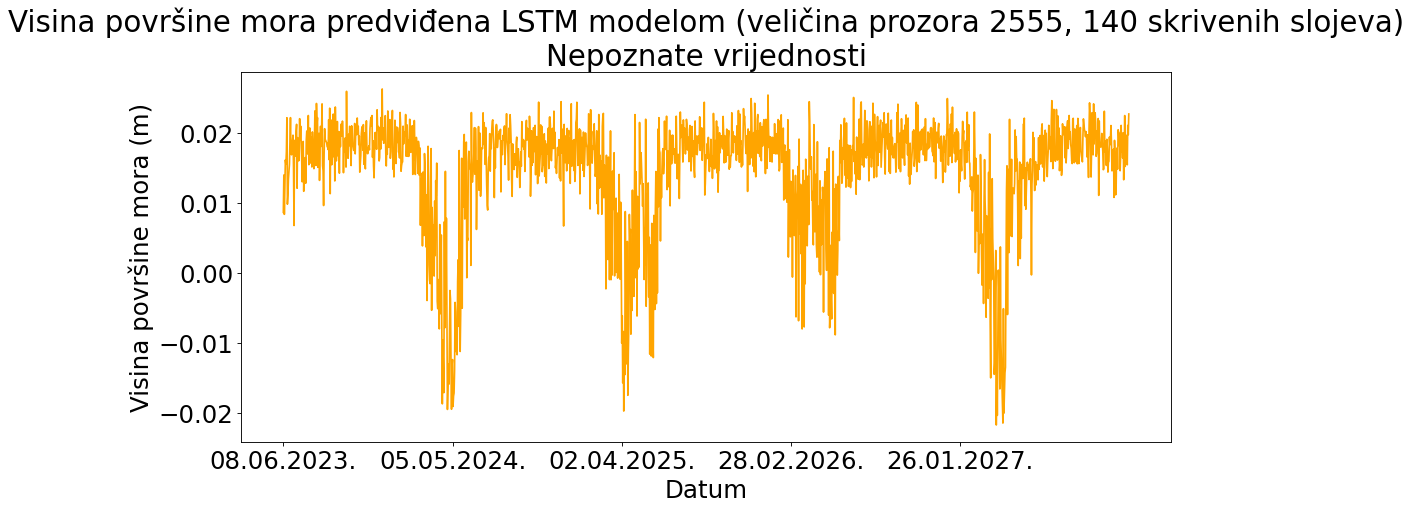 Visina površine mora predviđena LSTM modelom (veličina prozora 2555, 140 skrivenih slojeva)
Nepoznate vrijednosti
Visina površine mora (m)
0.02
0.01
0.00
−0.01
−0.02
08.06.2023. 05.05.2024. 02.04.2025. 28.02.2026. 26.01.2027.
Datum